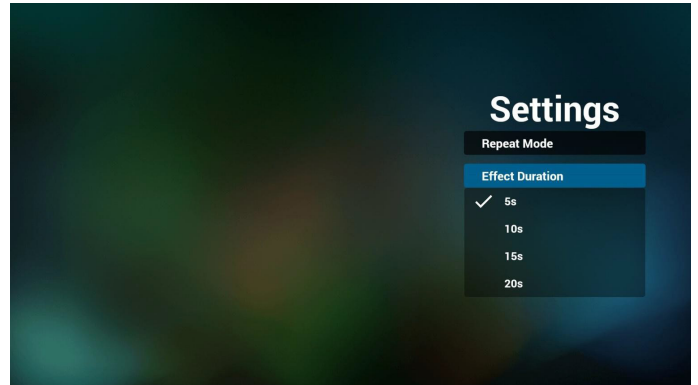 Settings
Repeat Mode
Effect Duration
5s
10s
15s
20s